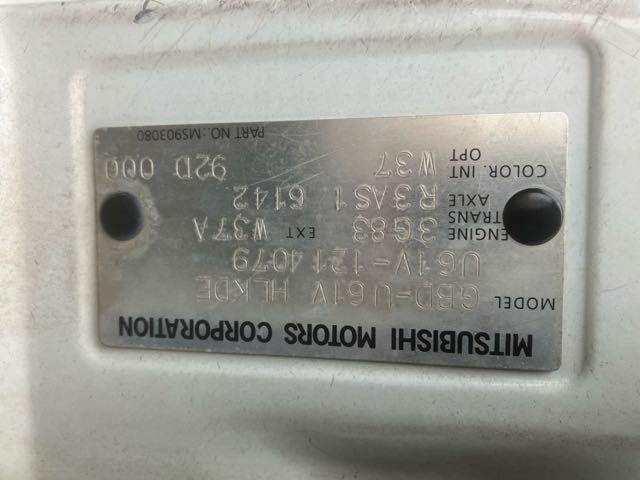 MITSUBISHI MOTORS CORPORATION
MODEL GBD-U61V HLKDE
U61V-1214079
ENGINE 3G83 EXT W37A
TRANS AXLE R3AS1 6142
COLOR. INT OPT W37 92D 000
PART NO.: MS903080